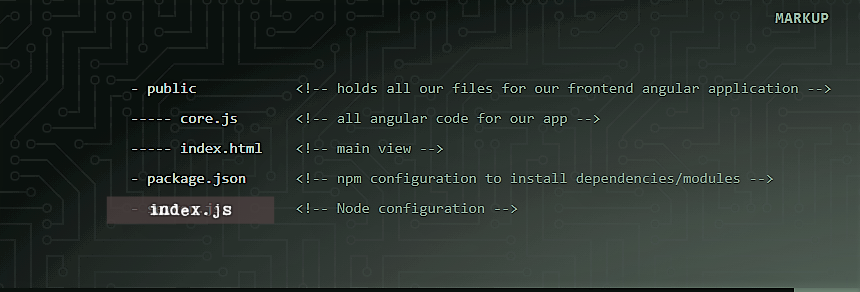 MARKUP
- public <!-- holds all our files for our frontend angular application -->
----- core.js <!-- all angular code for our app -->
----- index.html <!-- main view -->
- package.json <!-- npm configuration to install dependencies/modules -->
- index.js <!-- Node configuration -->